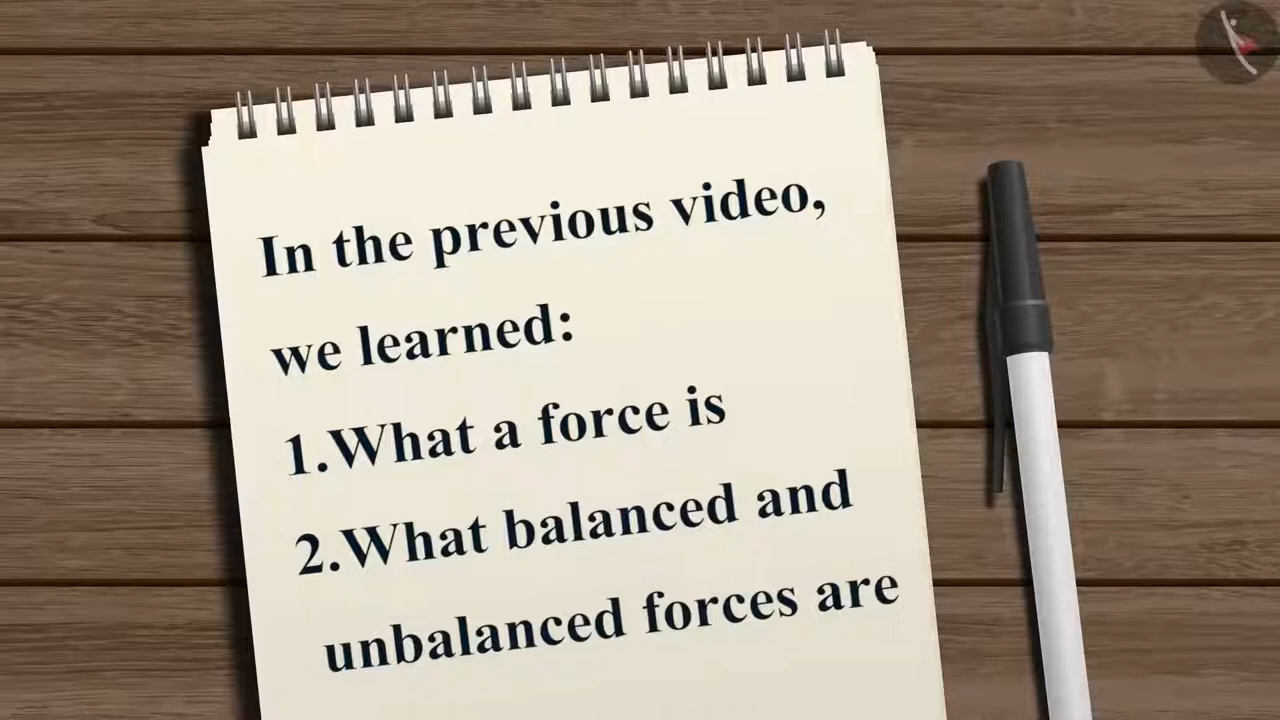 In the previous video,
we learned:
1.What a force is
2.What balanced and
unbalanced forces are